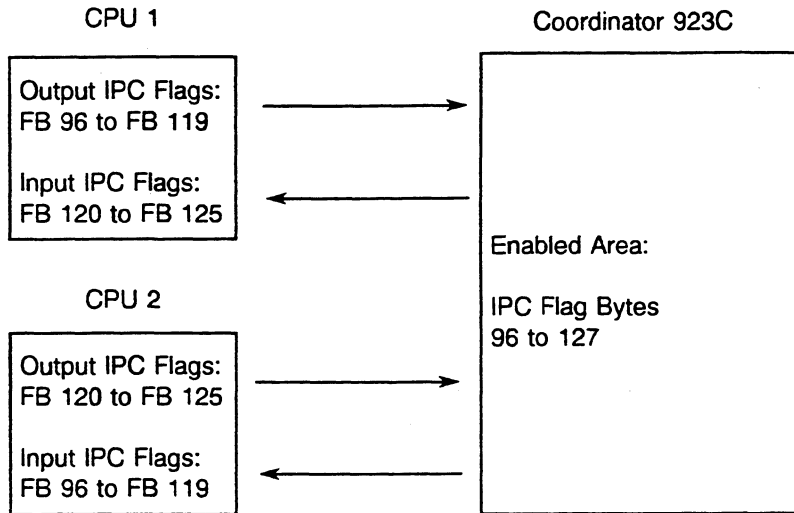 CPU 1
Output IPC Flags:
FB 96 to FB 119
Input IPC Flags:
FB 120 to FB 125
CPU 2
Output IPC Flags:
FB 120 to FB 125
Input IPC Flags:
FB 96 to FB 119
Coordinator 923C
Enabled Area:
IPC Flag Bytes
96 to 127